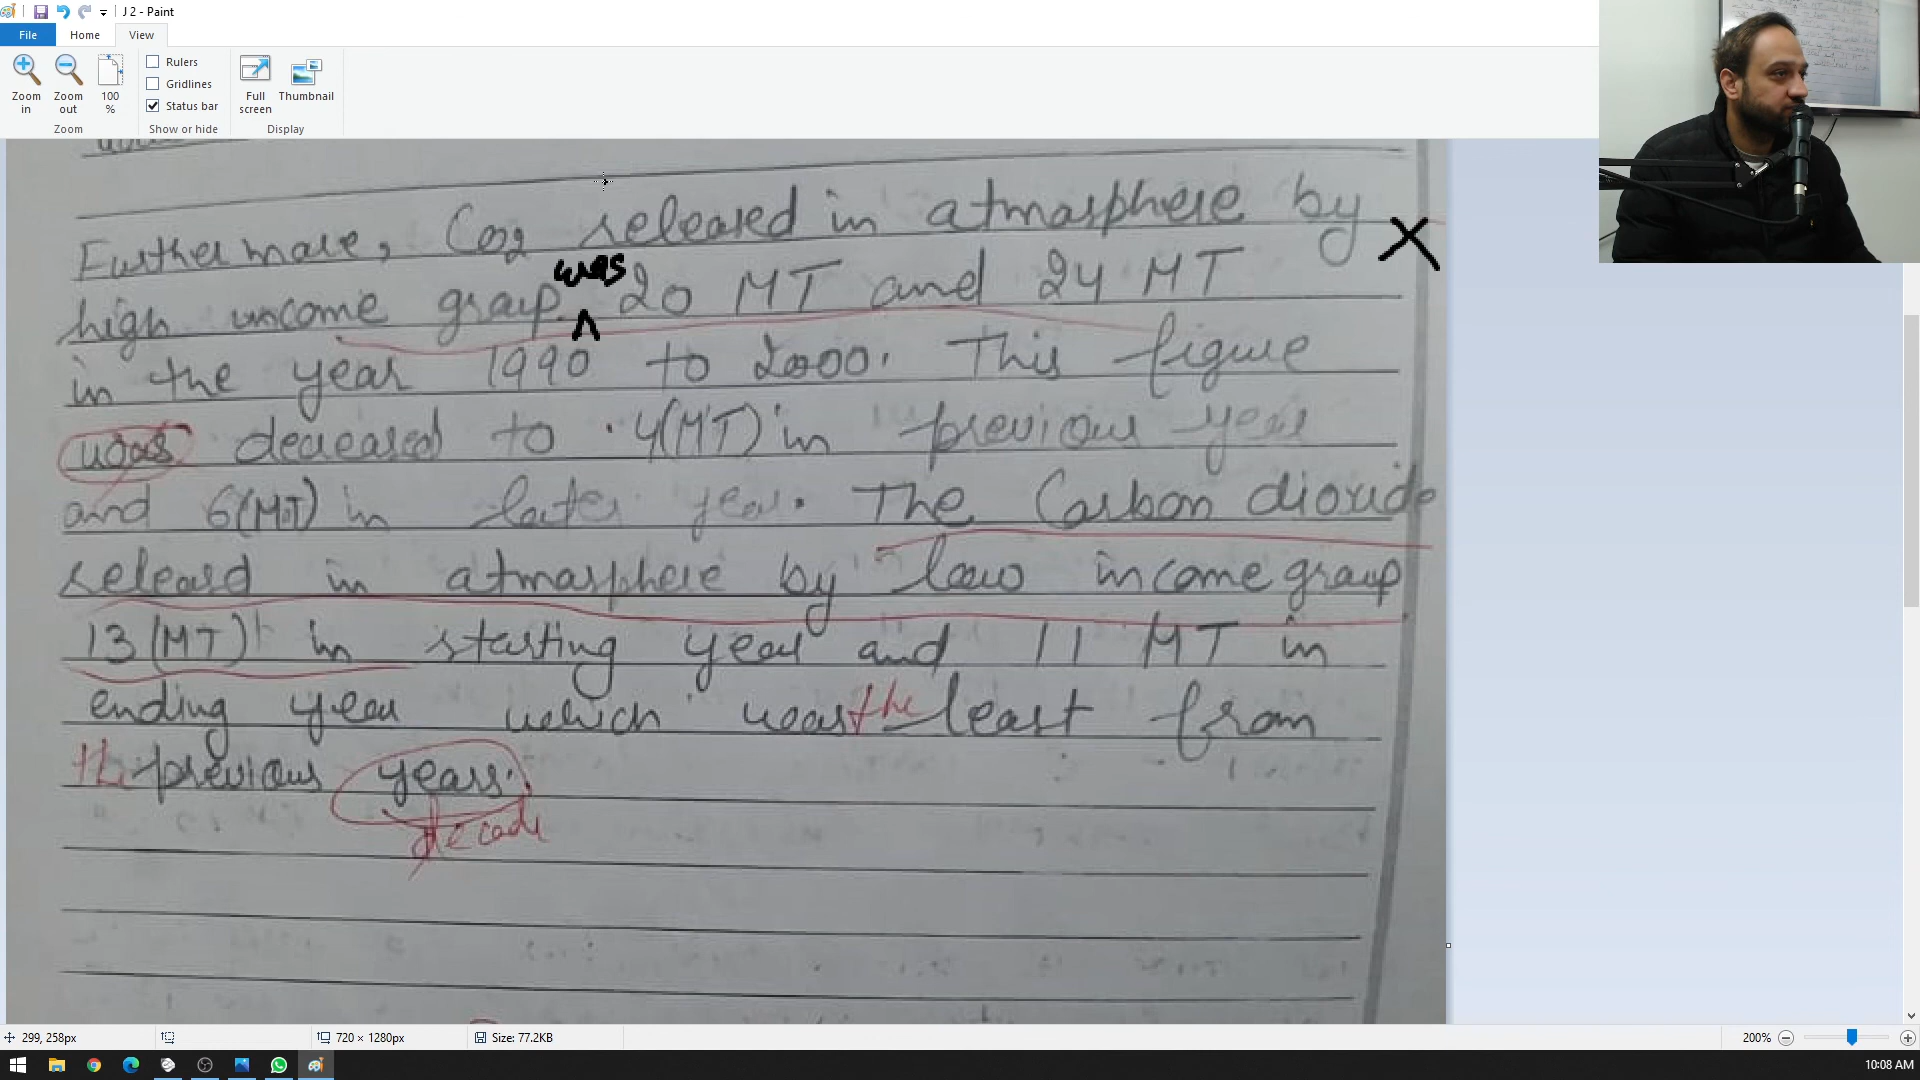 J 2 - Paint
File Home View
Zoom in
Zoom out
100 %
Rulers
Gridlines
Status bar
Full screen
Thumbnail
Zoom
Show or hide
Display
Furthermore, Co2 released in atmosphere by
was
high income group. ^ 20 MT and 24 MT
in the year 1990 to 2000. This figure
was decreased to 4(MT) in previous year
and 6(MT) in later year. The Carbon dioxide
released in atmosphere by low income group
13 (MT) in starting year and 11 MT in
ending year which was the least from
the previous years.
decade
299, 258px
720 × 1280px
Size: 77.2KB
200%
10:08 AM